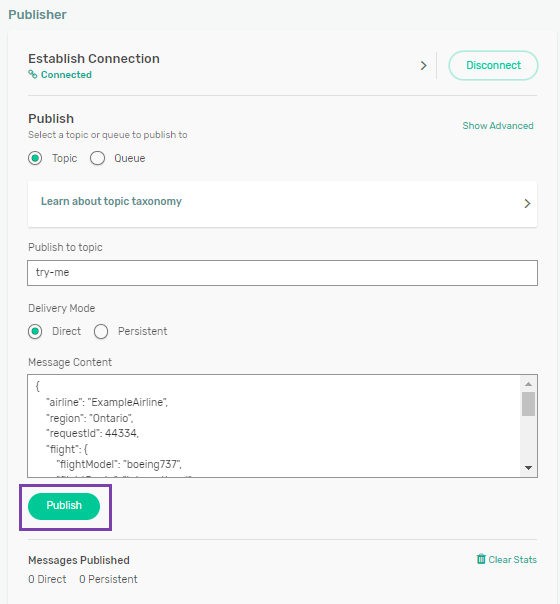 Publisher
Establish Connection
Connected
Disconnect
Publish
Select a topic or queue to publish to
Show Advanced
Topic Queue
Learn about topic taxonomy
Publish to topic
try-me
Delivery Mode
Direct Persistent
Message Content
{
"airline": "ExampleAirline",
"region": "Ontario",
"requestId": 44334,
"flight": {
"flightModel": "boeing737",
Publish
Messages Published
Clear Stats
0 Direct 0 Persistent